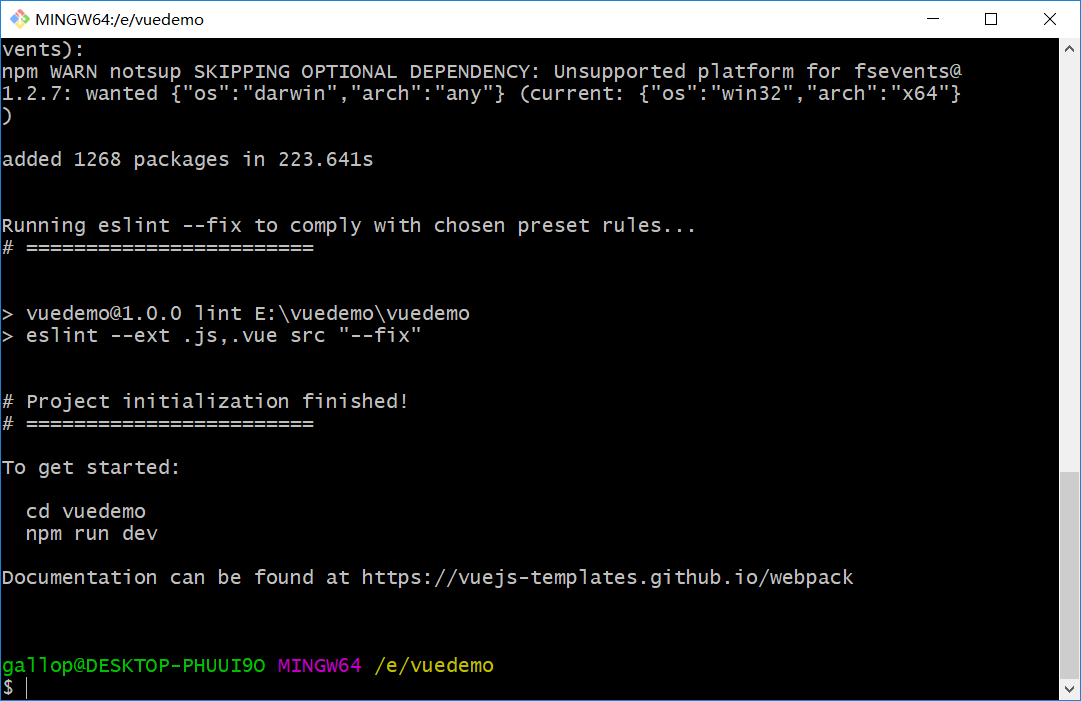 MINGW64:/e/vuedemo
vents):
npm WARN notsup SKIPPING OPTIONAL DEPENDENCY: Unsupported platform for fsevents@
1.2.7: wanted {"os":"darwin","arch":"any"} (current: {"os":"win32","arch":"x64"}
)
added 1268 packages in 223.641s
Running eslint --fix to comply with chosen preset rules...
# ========================
> vuedemo@1.0.0 lint E:\vuedemo\vuedemo
> eslint --ext .js,.vue src "--fix"
# Project initialization finished!
# ========================
To get started:
cd vuedemo
npm run dev
Documentation can be found at https://vuejs-templates.github.io/webpack
gallop@DESKTOP-PHUUI9O MINGW64 /e/vuedemo
$